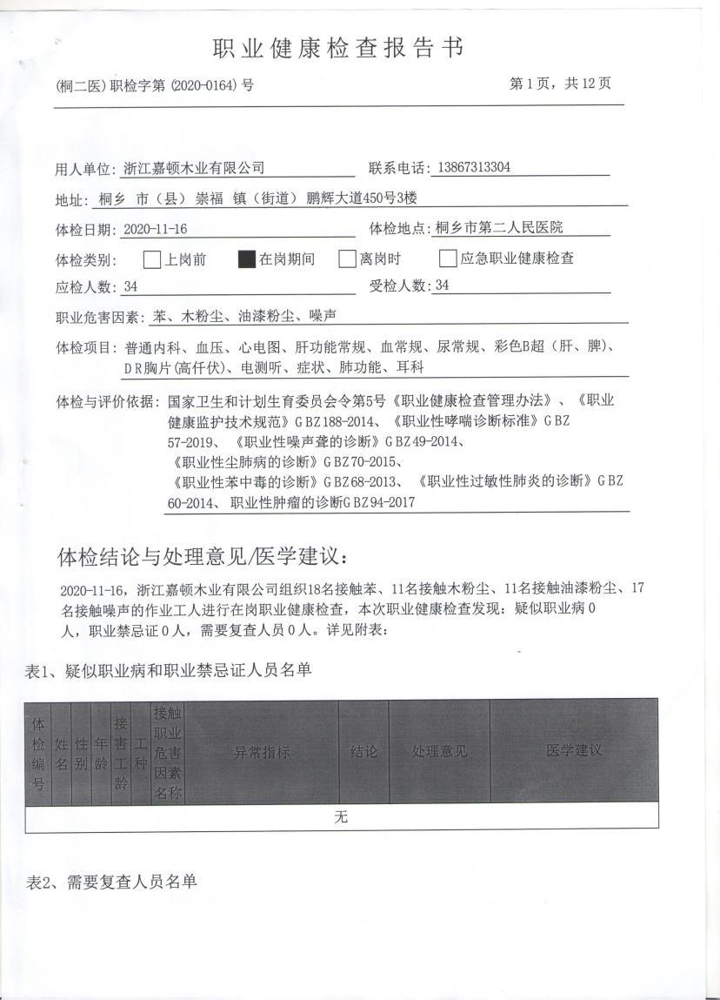 职业健康检查报告书
(桐二医) 职检字第 (2020-0164) 号 第 1 页，共 12 页
用人单位: 浙江嘉顿木业有限公司 联系电话: 13867313304
地址: 桐乡 市（县） 崇福 镇（街道） 鹏辉大道450号3楼
体检日期: 2020-11-16 体检地点: 桐乡市第二人民医院
体检类别: □上岗前 ■在岗期间 □离岗时 □应急职业健康检查
应检人数: 34 受检人数: 34
职业危害因素: 苯、木粉尘、油漆粉尘、噪声
体检项目: 普通内科、血压、心电图、肝功能常规、血常规、尿常规、彩色B超（肝、脾）、
DR胸片(高仟伏)、电测听、症状、肺功能、耳科
体检与评价依据: 国家卫生和计划生育委员会令第5号《职业健康检查管理办法》、《职业
健康监护技术规范》GBZ188-2014、《职业性哮喘诊断标准》GBZ
57-2019、 《职业性噪声聋的诊断》GBZ49-2014、
《职业性尘肺病的诊断》GBZ70-2015、
《职业性苯中毒的诊断》GBZ68-2013、 《职业性过敏性肺炎的诊断》GBZ
60-2014、 职业性肿瘤的诊断GBZ94-2017
体检结论与处理意见/医学建议:
2020-11-16，浙江嘉顿木业有限公司组织18名接触苯、11名接触木粉尘、11名接触油漆粉尘、17
名接触噪声的作业工人进行在岗职业健康检查，本次职业健康检查发现：疑似职业病0
人，职业禁忌证0人，需要复查人员0人。详见附表：
表1、疑似职业病和职业禁忌证人员名单
体检编号 姓名 性别 年龄 接害工龄 工种 接触职业危害因素名称 异常指标 结论 处理意见 医学建议
无
表2、需要复查人员名单